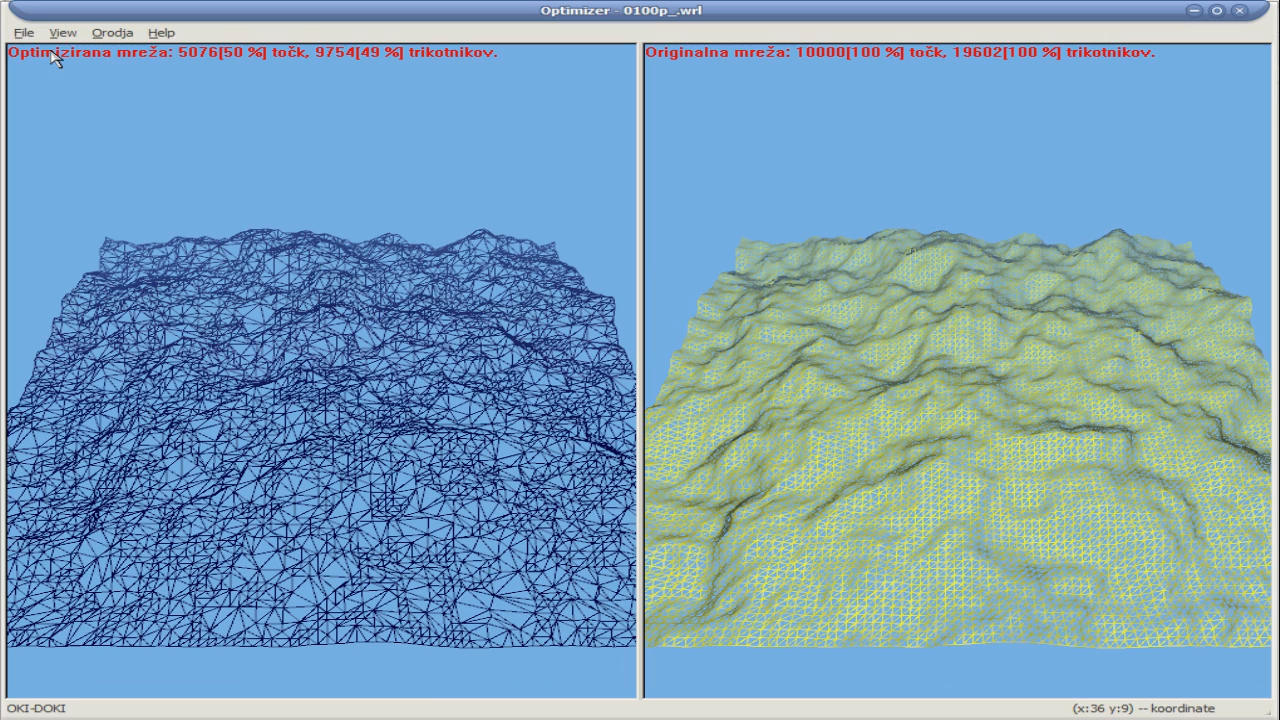 Optimizer - 0100p_.wrl
File View Orodja Help
Optimizirana mreža: 5076[50 %] točk, 9754[49 %] trikotnikov.
Originalna mreža: 10000[100 %] točk, 19602[100 %] trikotnikov.
OKI-DOKI
(x:36 y:9) -- koordinate